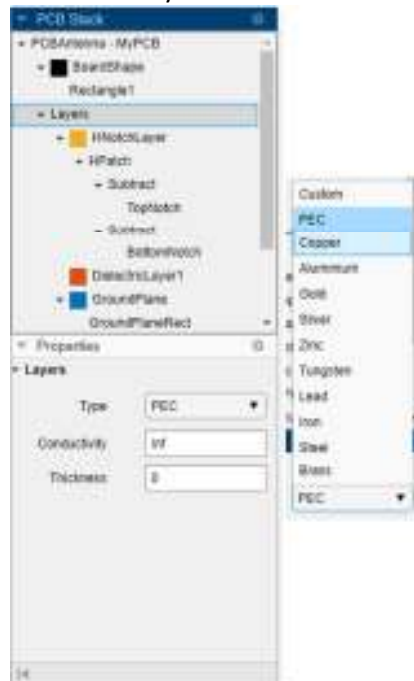 PCB Stack
PCBAntenna - MyPCB
BoardShape
Rectangle1
Layers
HNotchLayer
HPatch
Subtract
TopNotch
Subtract
BottomNotch
DielectricLayer1
GroundPlane
GroundPlaneRect
Properties
Layers
Type PEC
Conductivity Inf
Thickness 0
Custom
PEC
Copper
Aluminium
Gold
Silver
Zinc
Tungsten
Lead
Iron
Steel
Brass
PEC